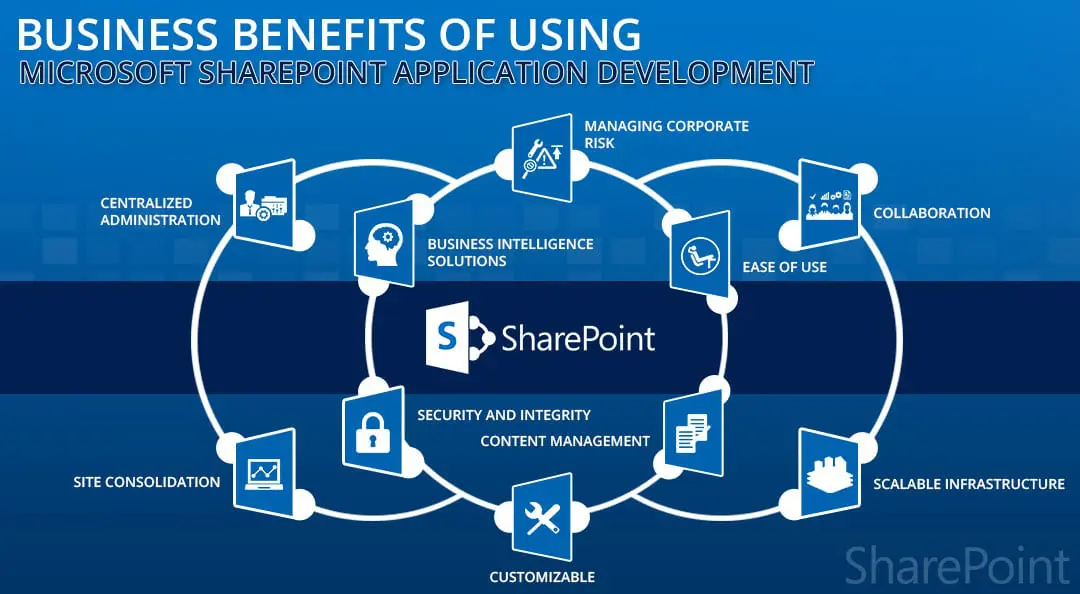 BUSINESS BENEFITS OF USING
MICROSOFT SHAREPOINT APPLICATION DEVELOPMENT
MANAGING CORPORATE
RISK
CENTRALIZED
ADMINISTRATION
COLLABORATION
BUSINESS INTELLIGENCE
SOLUTIONS
EASE OF USE
S
SharePoint
SECURITY AND INTEGRITY
CONTENT MANAGEMENT
SITE CONSOLIDATION
SCALABLE INFRASTRUCTURE
CUSTOMIZABLE
SharePoint